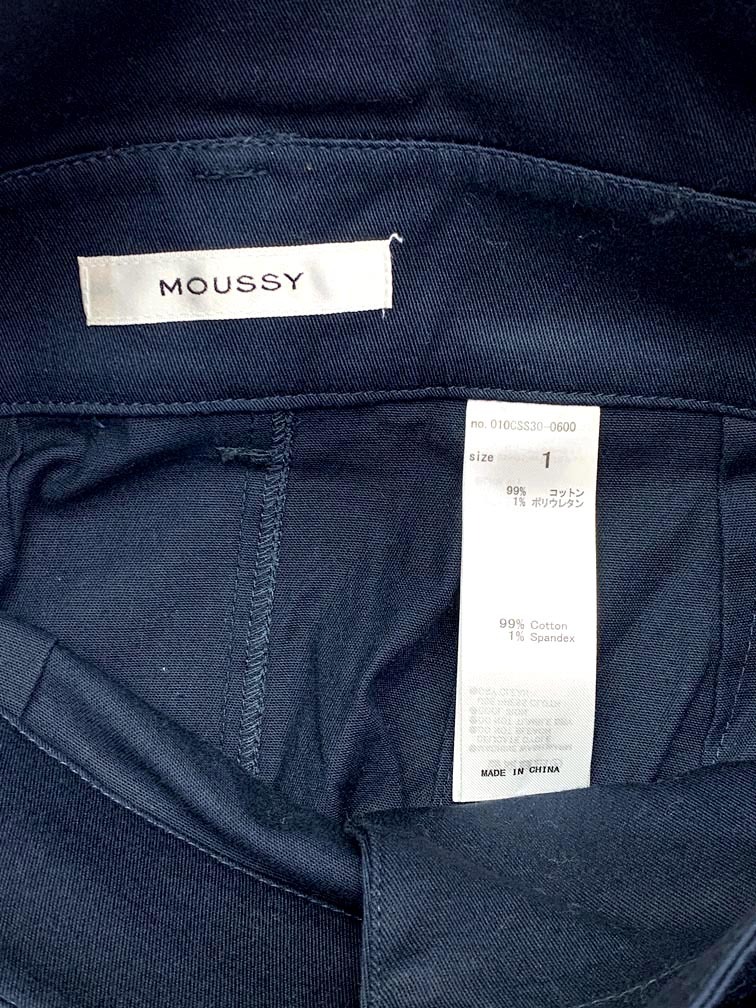 MOUSSY
no. 010CSS30-0600
size 1
99% コットン
1% ポリウレタン
99% Cotton
1% Spandex
MADE IN CHINA